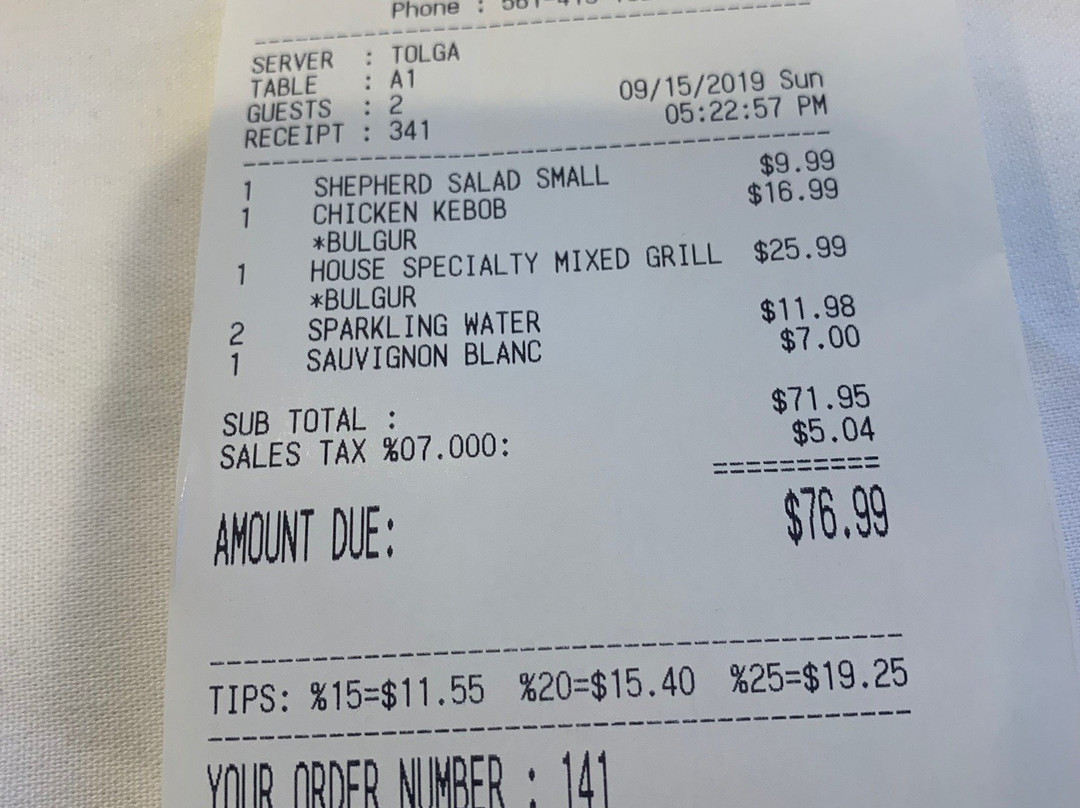 Phone :
SERVER : TOLGA
TABLE : A1
GUESTS : 2
RECEIPT : 341
09/15/2019 Sun
05:22:57 PM
1 SHEPHERD SALAD SMALL $9.99
1 CHICKEN KEBOB $16.99
*BULGUR
1 HOUSE SPECIALTY MIXED GRILL $25.99
*BULGUR
2 SPARKLING WATER $11.98
1 SAUVIGNON BLANC $7.00
SUB TOTAL : $71.95
SALES TAX %07.000: $5.04
==========
AMOUNT DUE: $76.99
TIPS: %15=$11.55 %20=$15.40 %25=$19.25
YOUR ORDER NUMBER : 141